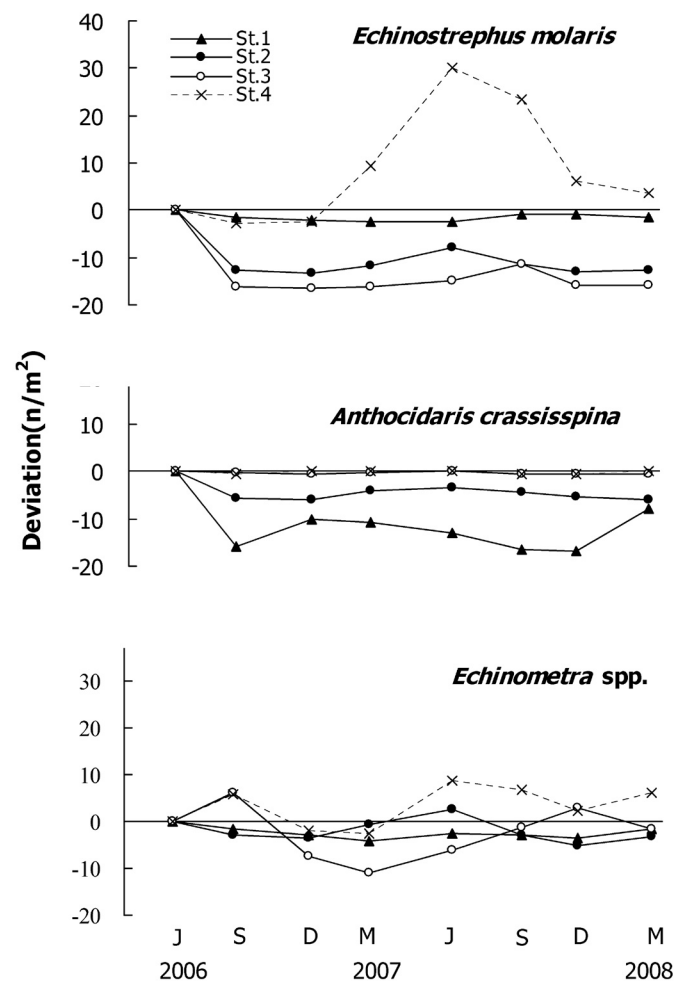 40
Echinostrephus molaris
St.1
St.2
30
St.3
St.4
20
10
0
-10
-20
Deviation(n/m²)
Anthocidaris crassisspina
10
0
-10
-20
Echinometra spp.
30
20
10
0
-10
-20
J S D M J S D M
2006 2007 2008